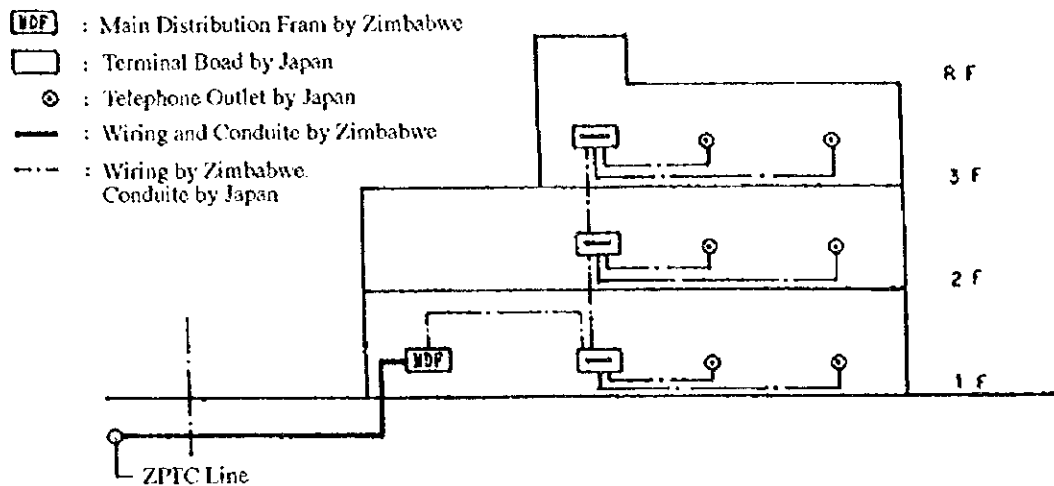 MDF : Main Distribution Fram by Zimbabwe
: Terminal Boad by Japan
: Telephone Outlet by Japan
: Wiring and Conduite by Zimbabwe
: Wiring by Zimbabwe.
Conduite by Japan
R F
3 F
2 F
MDF
1 F
ZPTC Line